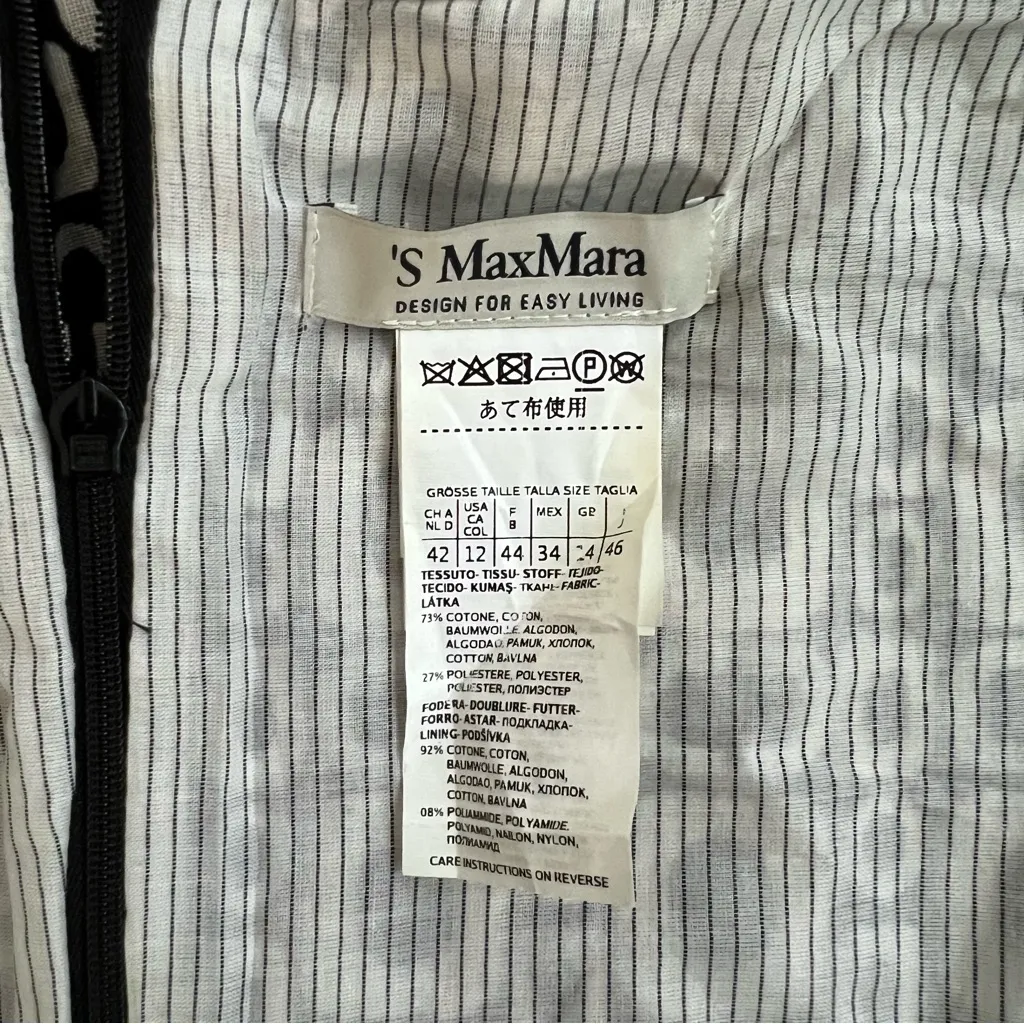 'S MaxMara
DESIGN FOR EASY LIVING
P W
あて布使用
GRÖSSE TAILLE TALLA SIZE TAGLIA
CH A USA F MEX GB
NL D CA B
COL
42 12 44 34 46
TESSUTO- TISSU- STOFF- TEJIDO-
TECIDO- KUMAŞ- ТКАНЬ- FABRIC-
LÁTKA
73% COTONE, COTON,
BAUMWOLLE, ALGODON,
ALGODAO, PAMUK, ХЛОПОК,
COTTON, BAVLNA
27% POLIESTERE, POLYESTER,
POLIESTER, ПОЛИЭСТЕР
FODERA- DOUBLURE- FUTTER-
FORRO- ASTAR- ПОДКЛАДКА-
LINING- PODŠÍVKA
92% COTONE, COTON,
BAUMWOLLE, ALGODON,
ALGODAO, PAMUK, ХЛОПОК,
COTTON, BAVLNA
08% POLIAMMIDE, POLYAMIDE,
POLYAMID, NAILON, NYLON,
ПОЛИАМИД
CARE INSTRUCTIONS ON REVERSE